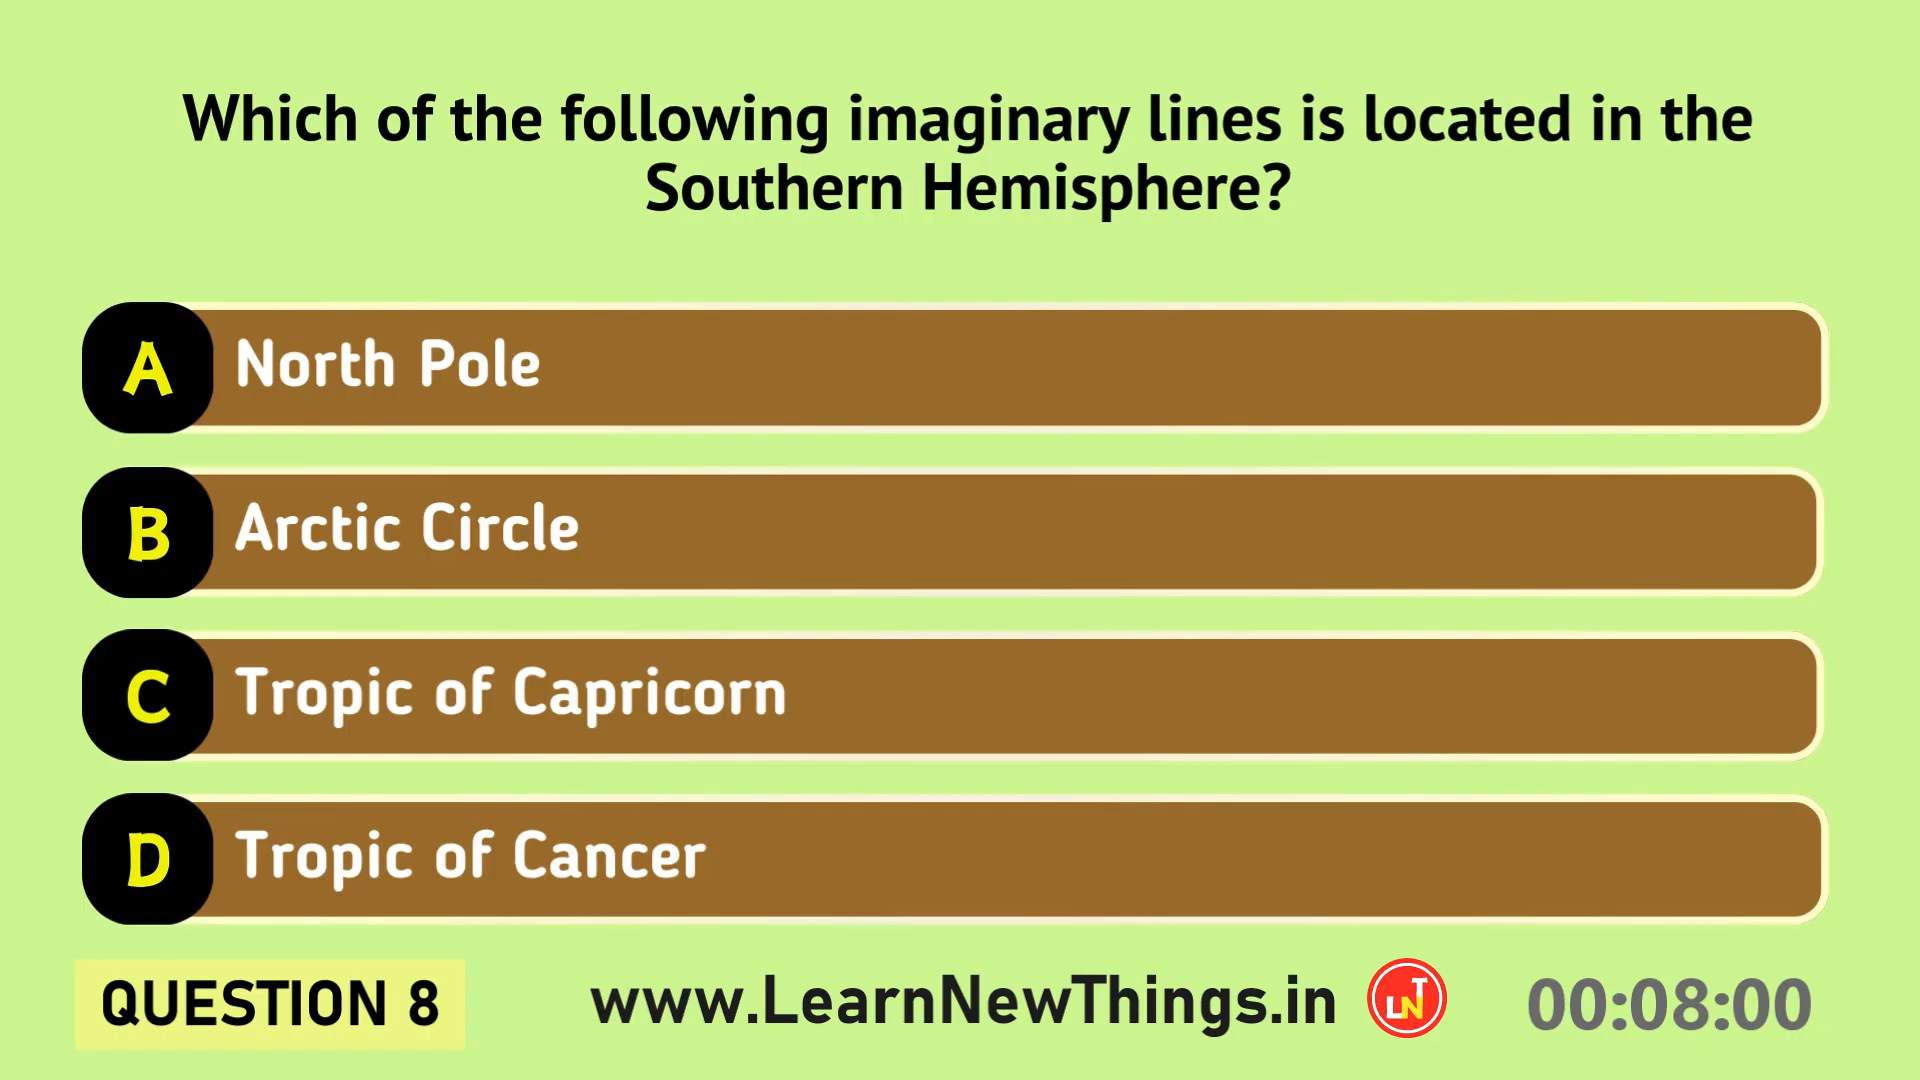 Which of the following imaginary lines is located in the
Southern Hemisphere?
A North Pole
B Arctic Circle
C Tropic of Capricorn
D Tropic of Cancer
QUESTION 8 www.LearnNewThings.in LNT 00:08:00